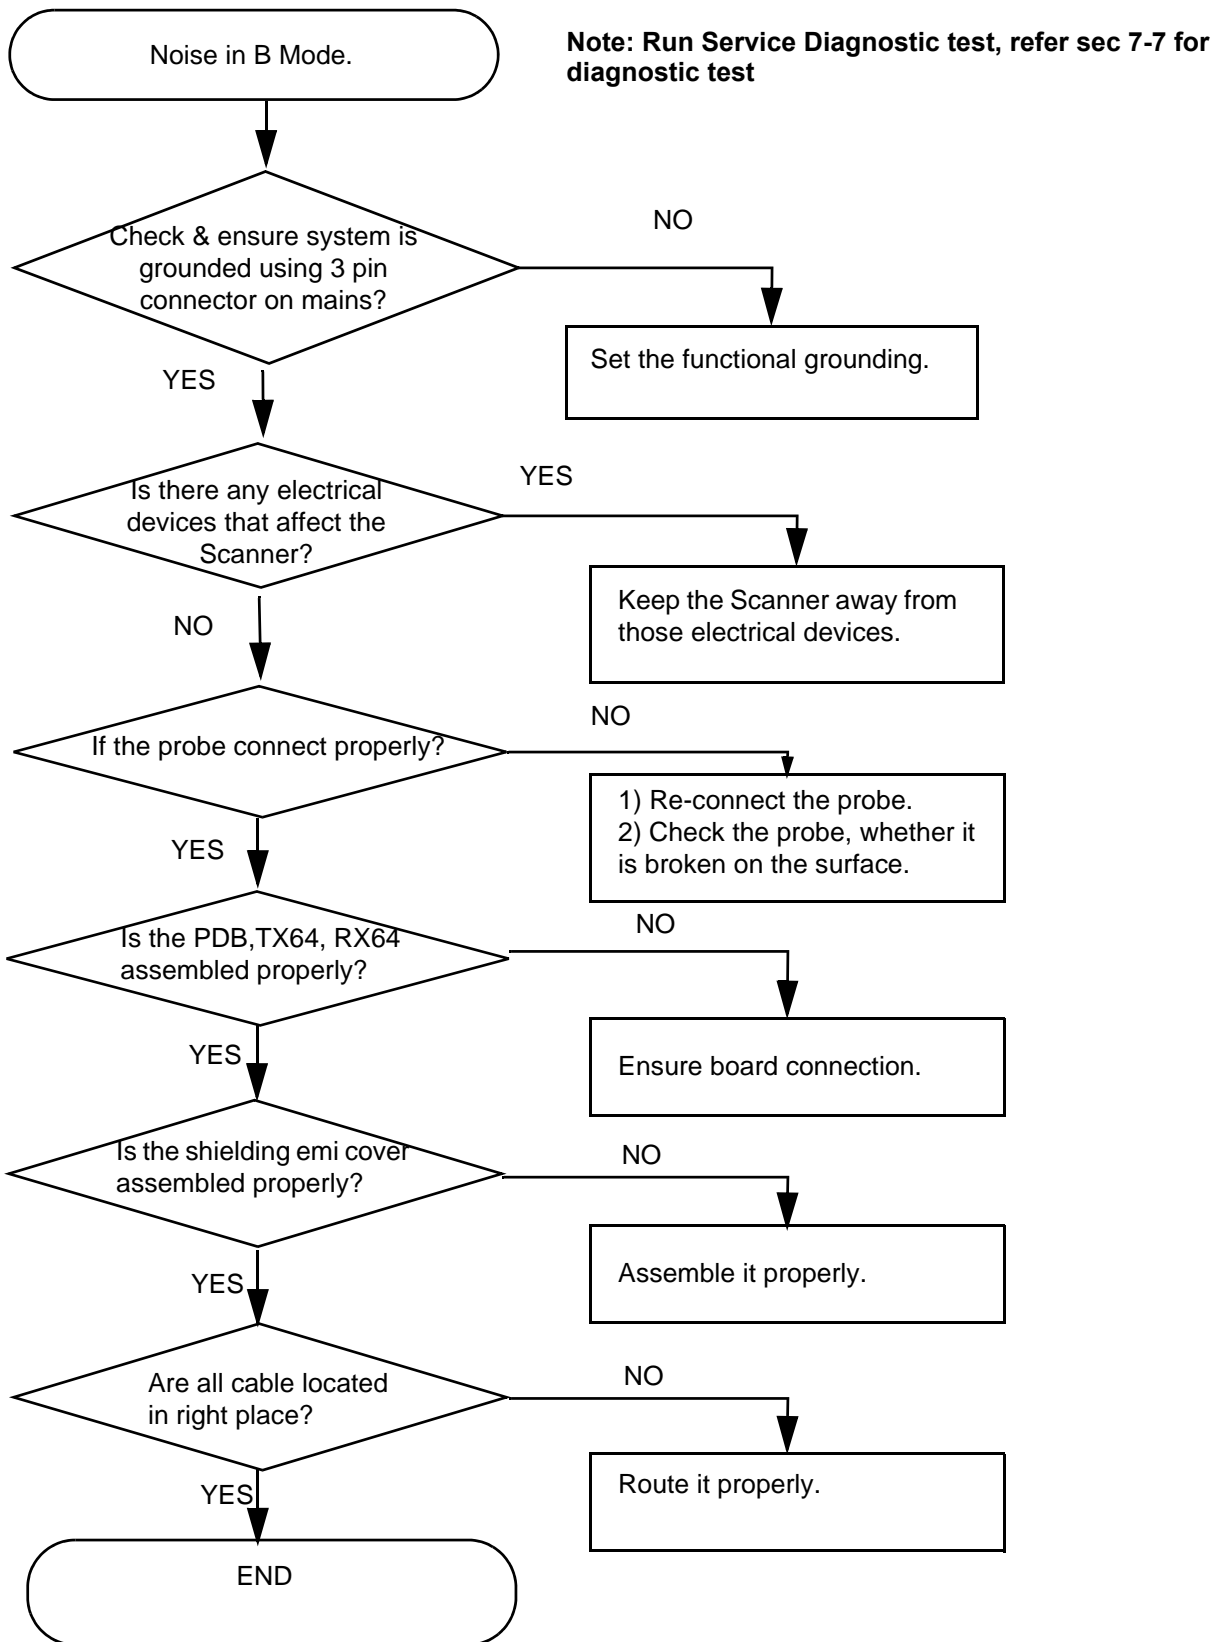 Noise in B Mode.
Note: Run Service Diagnostic test, refer sec 7-7 for
diagnostic test
Check & ensure system is
grounded using 3 pin
connector on mains?
NO
Set the functional grounding.
YES
Is there any electrical
devices that affect the
Scanner?
YES
Keep the Scanner away from
those electrical devices.
NO
If the probe connect properly?
NO
1) Re-connect the probe.
2) Check the probe, whether it
is broken on the surface.
YES
Is the PDB,TX64, RX64
assembled properly?
NO
Ensure board connection.
YES
Is the shielding emi cover
assembled properly?
NO
Assemble it properly.
YES
Are all cable located
in right place?
NO
Route it properly.
YES
END